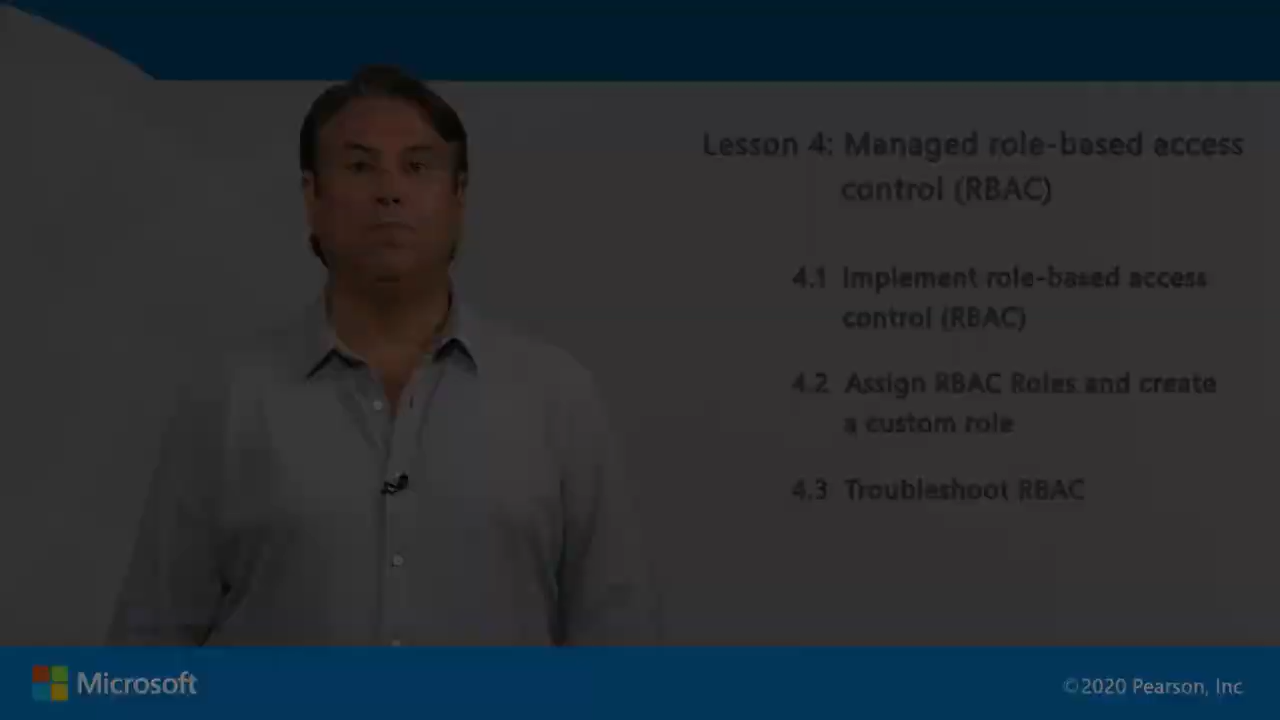 Lesson 4: Managed role-based access
control (RBAC)
4.1 Implement role-based access
control (RBAC)
4.2 Assign RBAC Roles and create
a custom role
4.3 Troubleshoot RBAC
Microsoft
©2020 Pearson, Inc